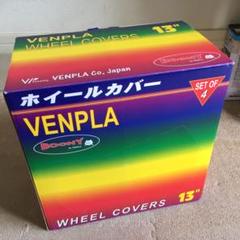 VENPLA Co. Japan
WHEEL COVERS 13"
ホイールカバー
SET OF 4
VENPLA
BOONY
WHEEL COVERS 13"